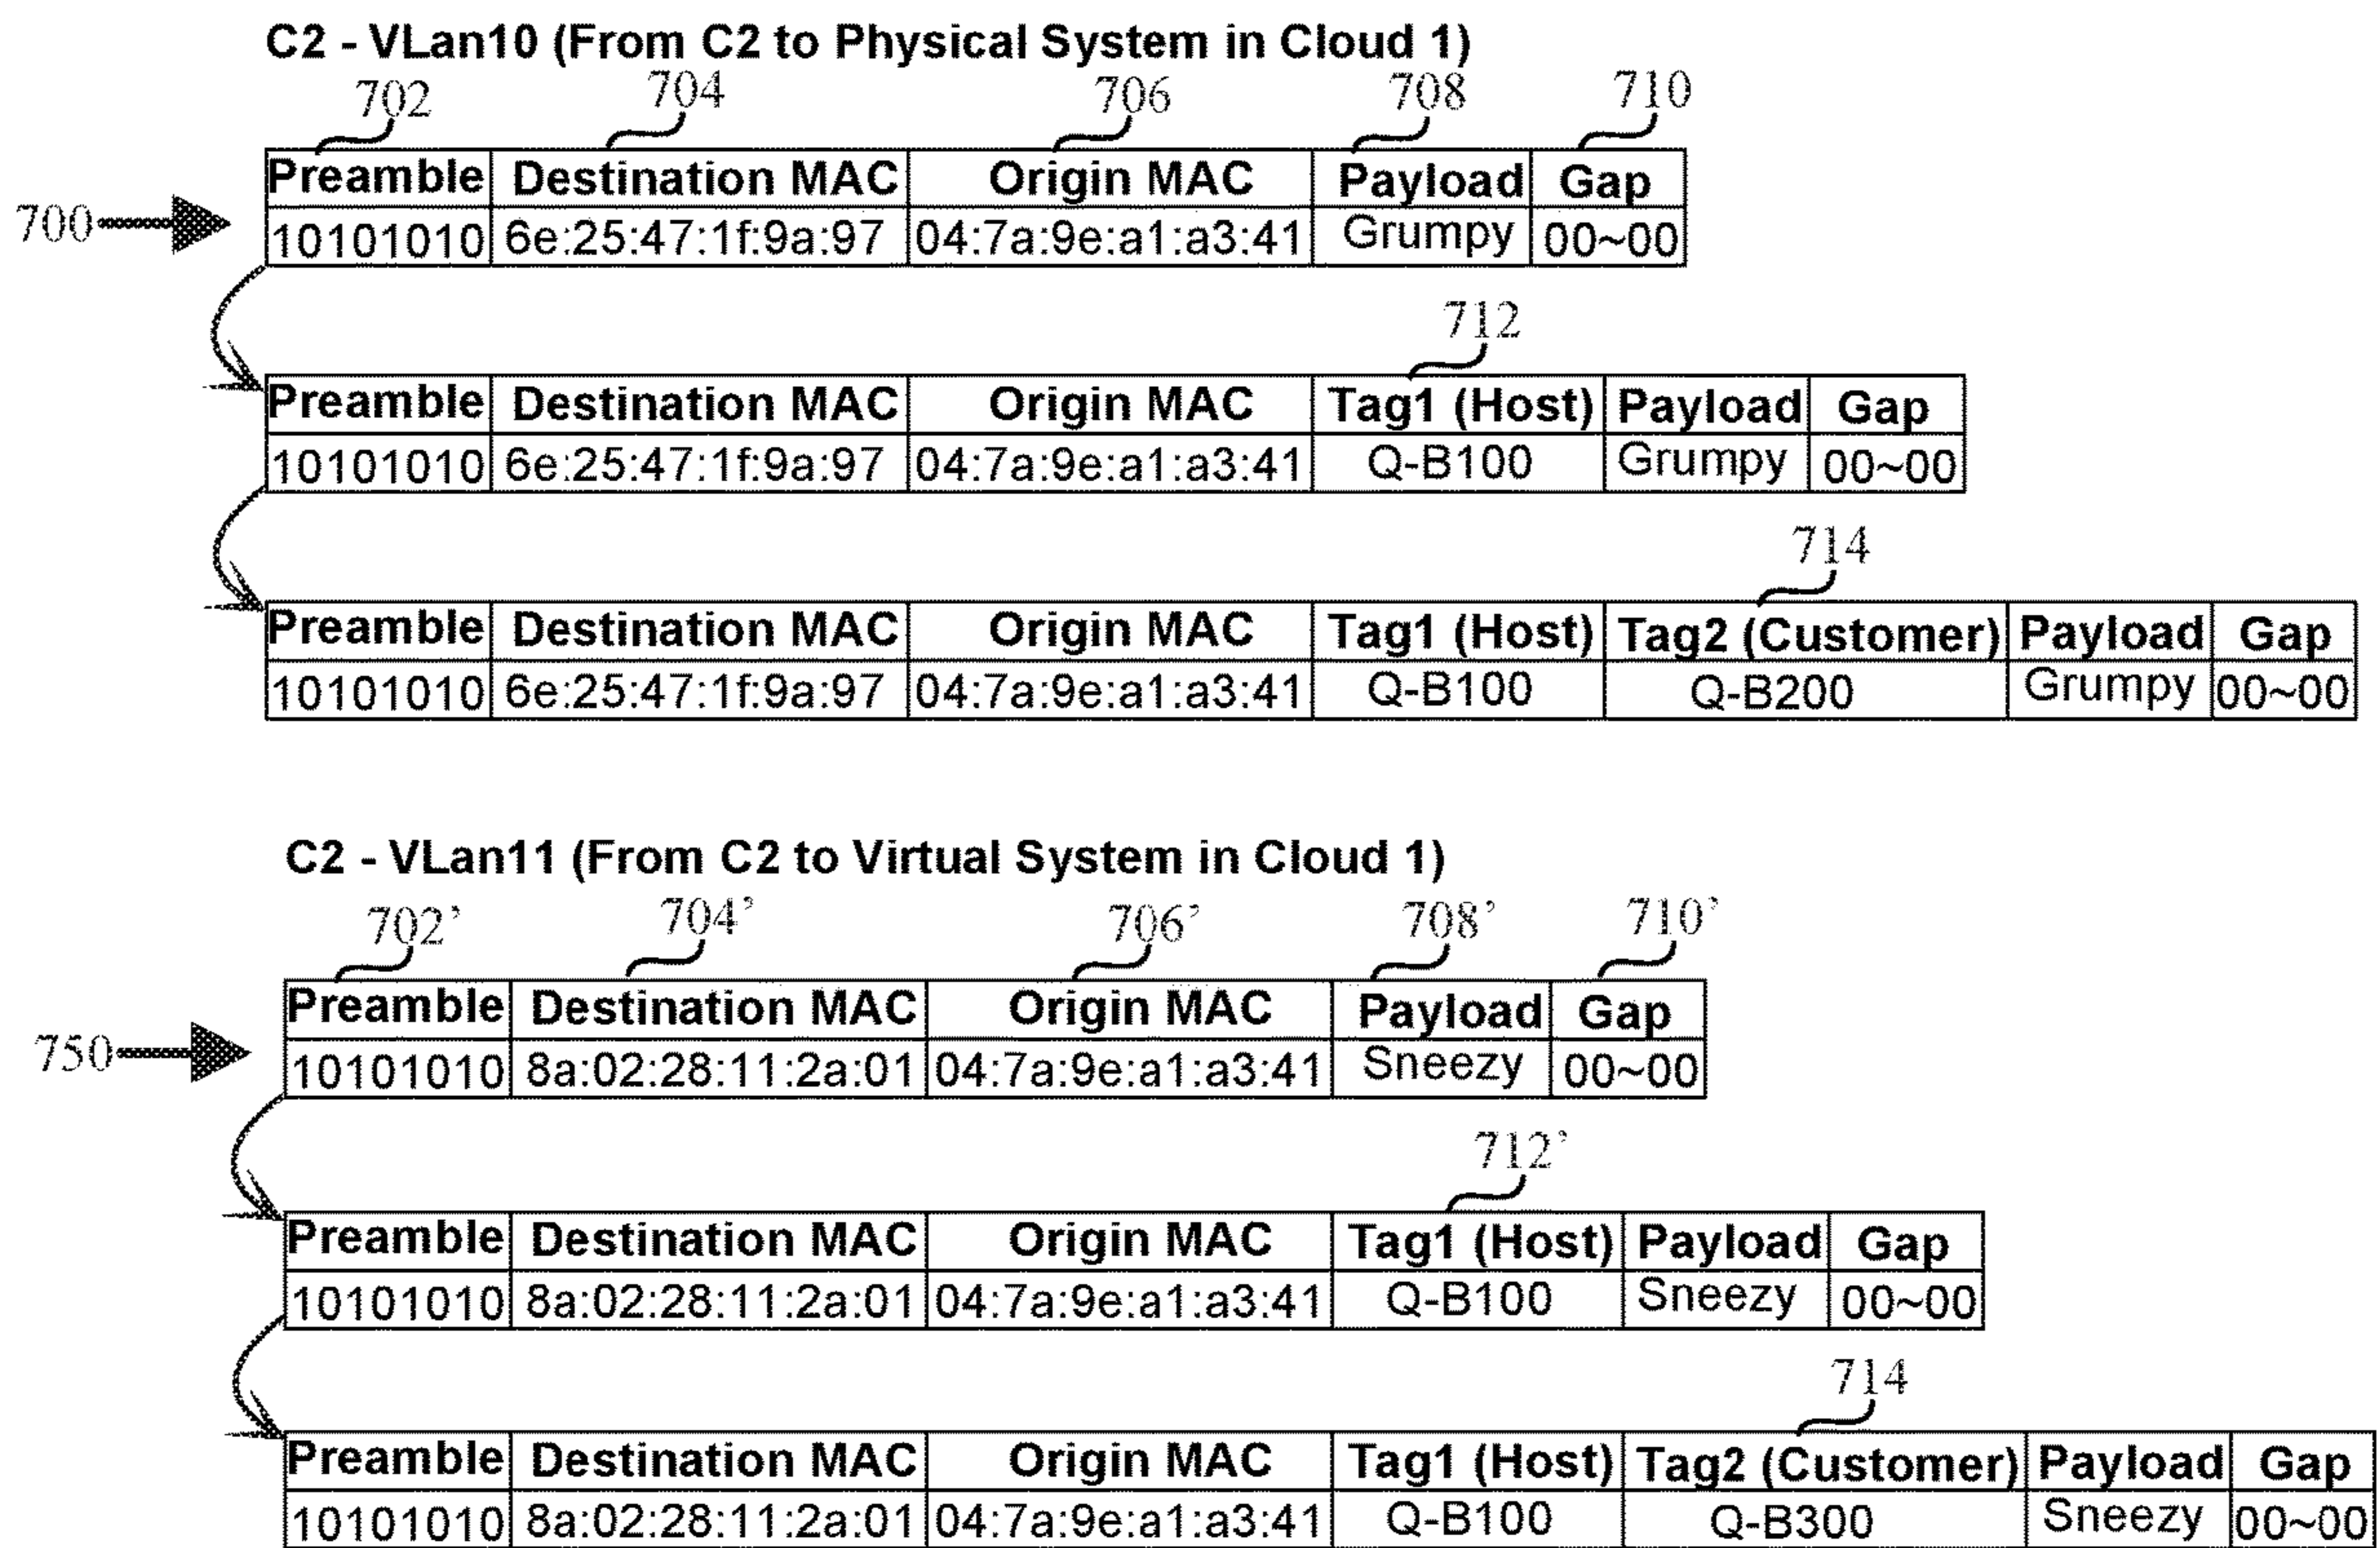 C2 - VLan10 (From C2 to Physical System in Cloud 1)
702 704 706 708 710
Preamble Destination MAC Origin MAC Payload Gap
700 10101010 6e:25:47:1f:9a:97 04:7a:9e:a1:a3:41 Grumpy 00~00
712
Preamble Destination MAC Origin MAC Tag1 (Host) Payload Gap
10101010 6e:25:47:1f:9a:97 04:7a:9e:a1:a3:41 Q-B100 Grumpy 00~00
714
Preamble Destination MAC Origin MAC Tag1 (Host) Tag2 (Customer) Payload Gap
10101010 6e:25:47:1f:9a:97 04:7a:9e:a1:a3:41 Q-B100 Q-B200 Grumpy 00~00
C2 - VLan11 (From C2 to Virtual System in Cloud 1)
702’ 704’ 706’ 708’ 710’
Preamble Destination MAC Origin MAC Payload Gap
750 10101010 8a:02:28:11:2a:01 04:7a:9e:a1:a3:41 Sneezy 00~00
712’
Preamble Destination MAC Origin MAC Tag1 (Host) Payload Gap
10101010 8a:02:28:11:2a:01 04:7a:9e:a1:a3:41 Q-B100 Sneezy 00~00
714
Preamble Destination MAC Origin MAC Tag1 (Host) Tag2 (Customer) Payload Gap
10101010 8a:02:28:11:2a:01 04:7a:9e:a1:a3:41 Q-B100 Q-B300 Sneezy 00~00